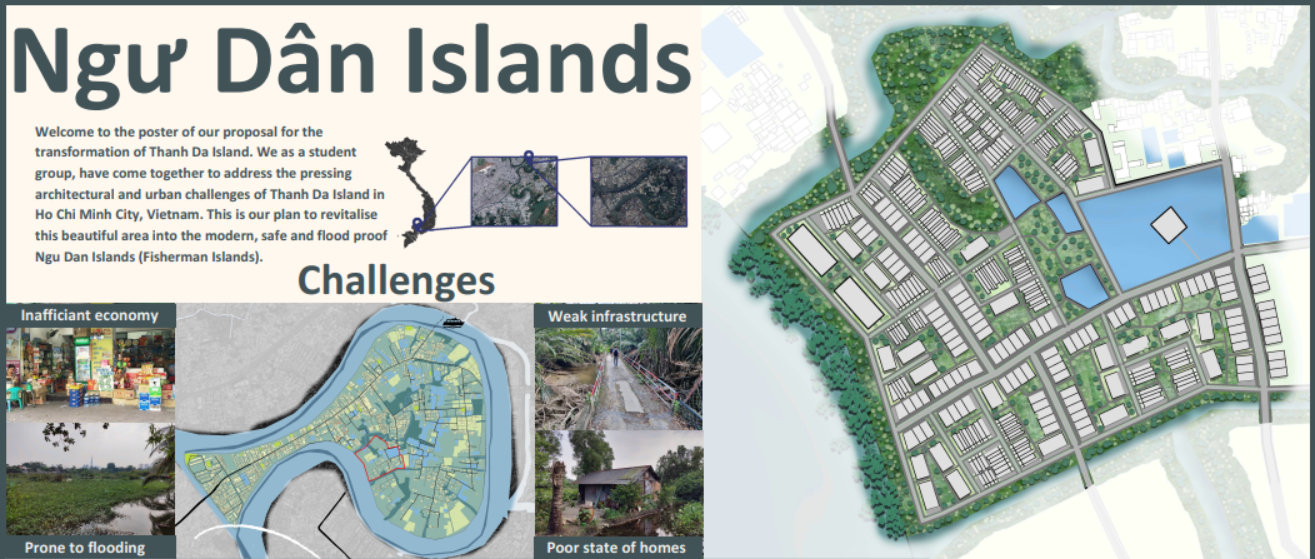 Ngư Dân Islands
Welcome to the poster of our proposal for the
transformation of Thanh Da Island. We as a student
group, have come together to address the pressing
architectural and urban challenges of Thanh Da Island in
Ho Chi Minh City, Vietnam. This is our plan to revitalise
this beautiful area into the modern, safe and flood proof
Ngu Dan Islands (Fisherman Islands).
Challenges
Inafficiant economy
Weak infrastructure
Prone to flooding
Poor state of homes